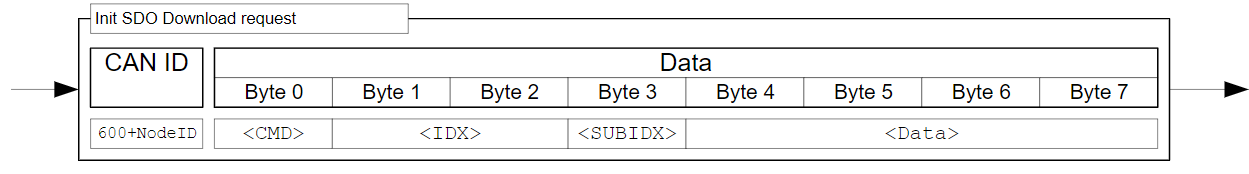 Init SDO Download request
CAN ID Data
Byte 0 Byte 1 Byte 2 Byte 3 Byte 4 Byte 5 Byte 6 Byte 7
600+NodeID <CMD> <IDX> <SUBIDX> <Data>